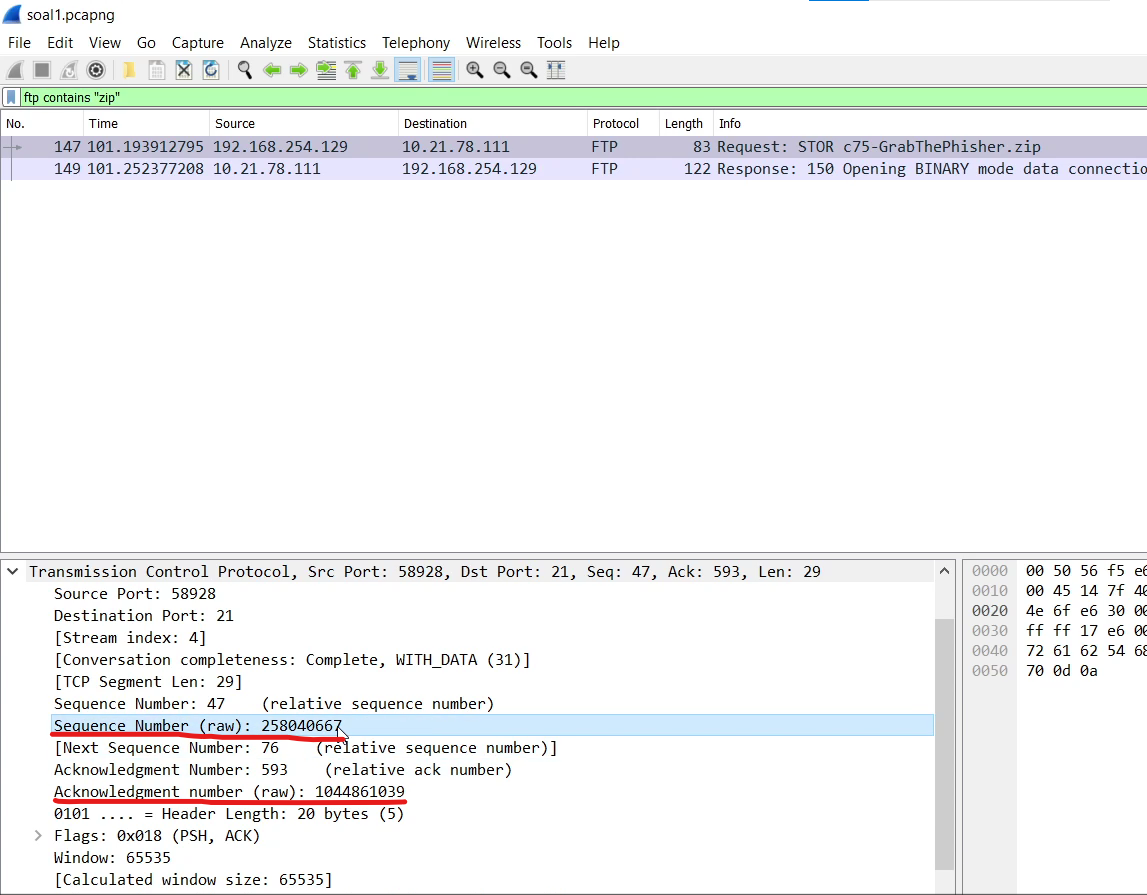 soal1.pcapng
File Edit View Go Capture Analyze Statistics Telephony Wireless Tools Help
ftp contains "zip"
No. Time Source Destination Protocol Length Info
147 101.193912795 192.168.254.129 10.21.78.111 FTP 83 Request: STOR c75-GrabThePhisher.zip
149 101.252377208 10.21.78.111 192.168.254.129 FTP 122 Response: 150 Opening BINARY mode data connectio
Transmission Control Protocol, Src Port: 58928, Dst Port: 21, Seq: 47, Ack: 593, Len: 29
Source Port: 58928
Destination Port: 21
[Stream index: 4]
[Conversation completeness: Complete, WITH_DATA (31)]
[TCP Segment Len: 29]
Sequence Number: 47 (relative sequence number)
Sequence Number (raw): 258040667
[Next Sequence Number: 76 (relative sequence number)]
Acknowledgment Number: 593 (relative ack number)
Acknowledgment number (raw): 1044861039
0101 .... = Header Length: 20 bytes (5)
Flags: 0x018 (PSH, ACK)
Window: 65535
[Calculated window size: 65535]
0000 00 50 56 f5 e6
0010 00 45 14 7f 40
0020 4e 6f e6 30 00
0030 ff ff 17 e6 00
0040 72 61 62 54 68
0050 70 0d 0a